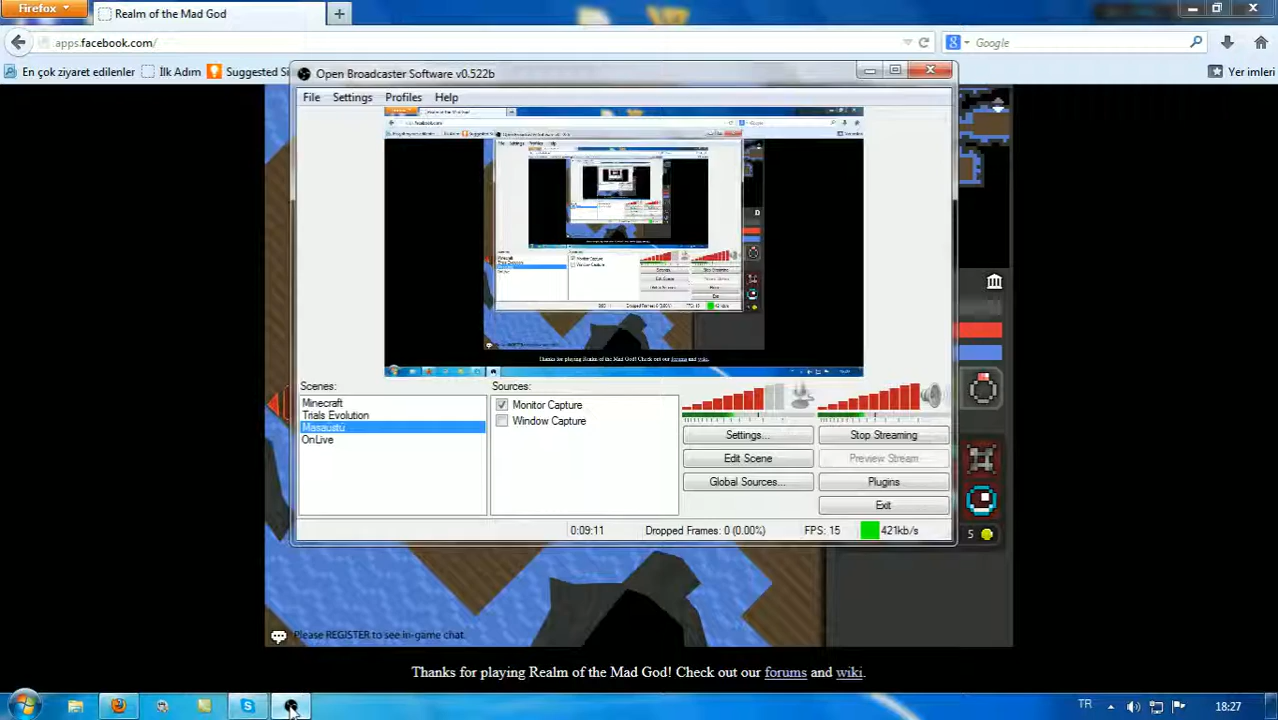 Firefox
Realm of the Mad God
apps.facebook.com/
Google
En çok ziyaret edilenler
İlk Adım
Suggested Si
Yer imleri
Open Broadcaster Software v0.522b
File Settings Profiles Help
Scenes:
Minecraft
Trials Evolution
Masaüstü
OnLive
Sources:
Monitor Capture
Window Capture
Settings...
Stop Streaming
Edit Scene
Preview Stream
Global Sources...
Plugins
Exit
0:09:11
Dropped Frames: 0 (0.00%)
FPS: 15
421kb/s
5
Please REGISTER to see in-game chat.
Thanks for playing Realm of the Mad God! Check out our forums and wiki.
TR
18:27